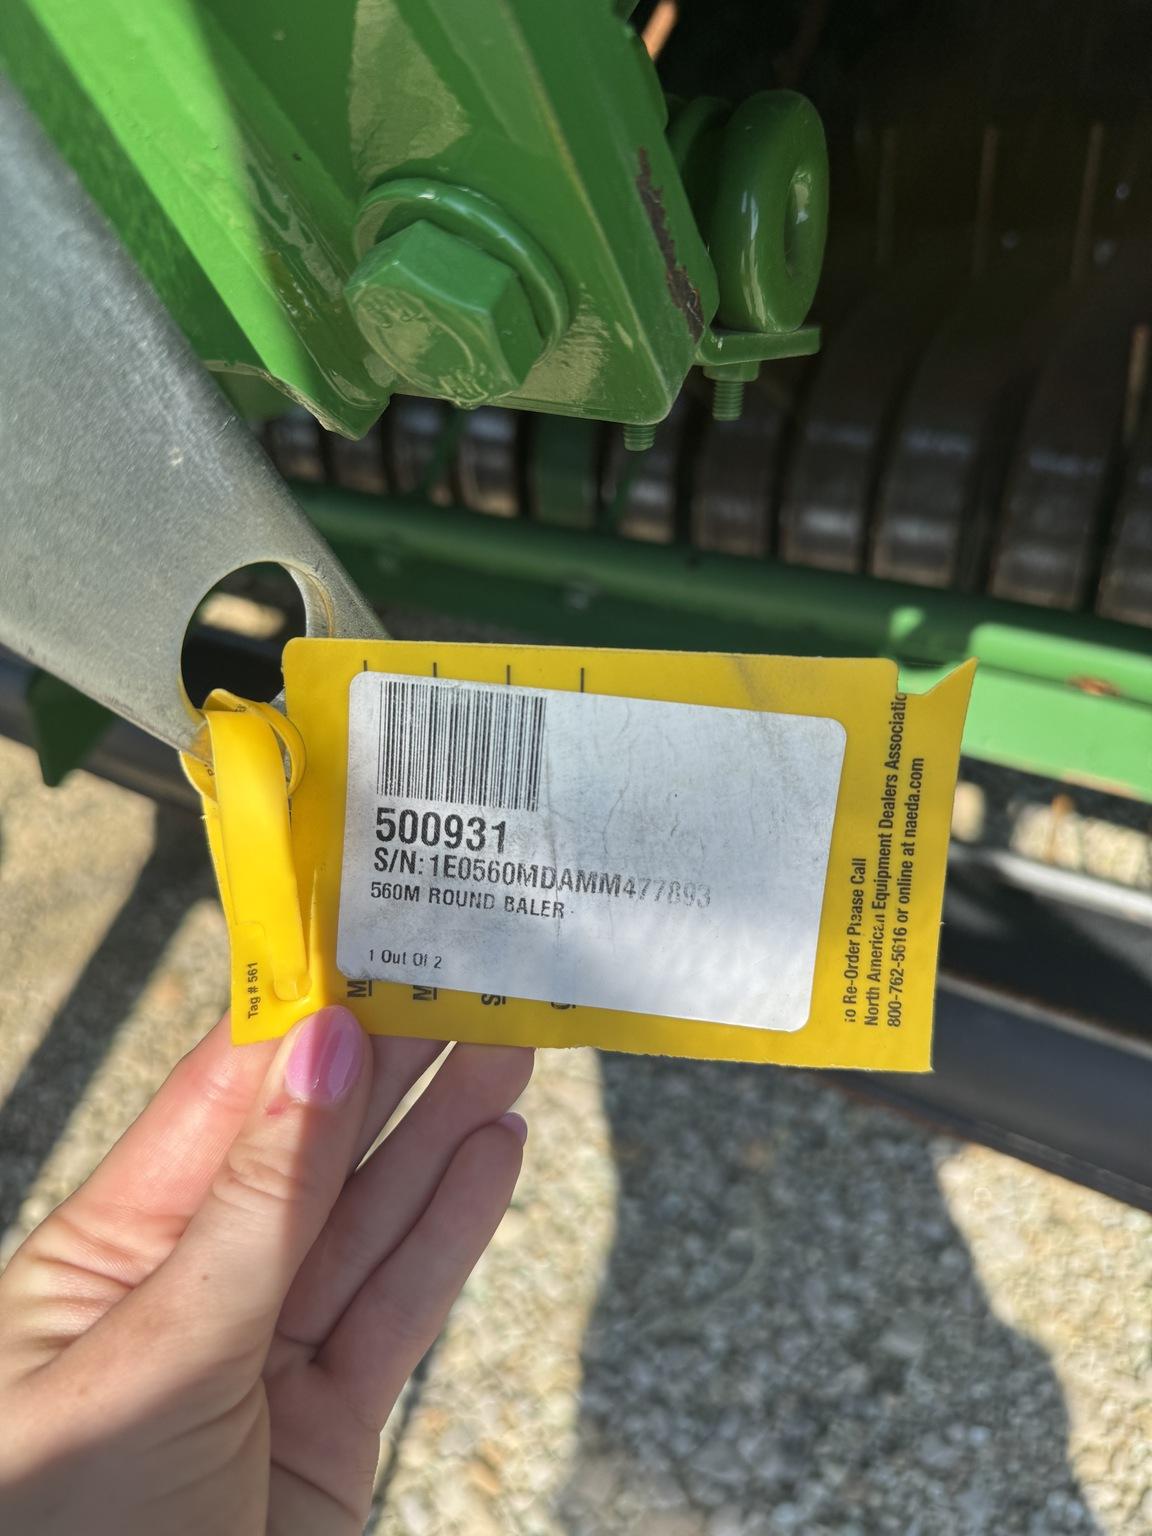 500931
S/N: 1E0560MDAMM477893
560M ROUND BALER
1 Out Of 2
Tag # 561
To Re-Order Please Call
North American Equipment Dealers Associatio
800-762-5616 or online at naeda.com